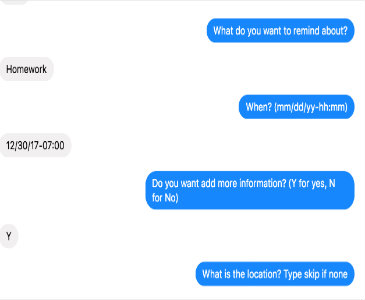 What do you want to remind about?
Homework
When? (mm/dd/yy-hh:mm)
12/30/17-07:00
Do you want add more information? (Y for yes, N
for No)
Y
What is the location? Type skip if none